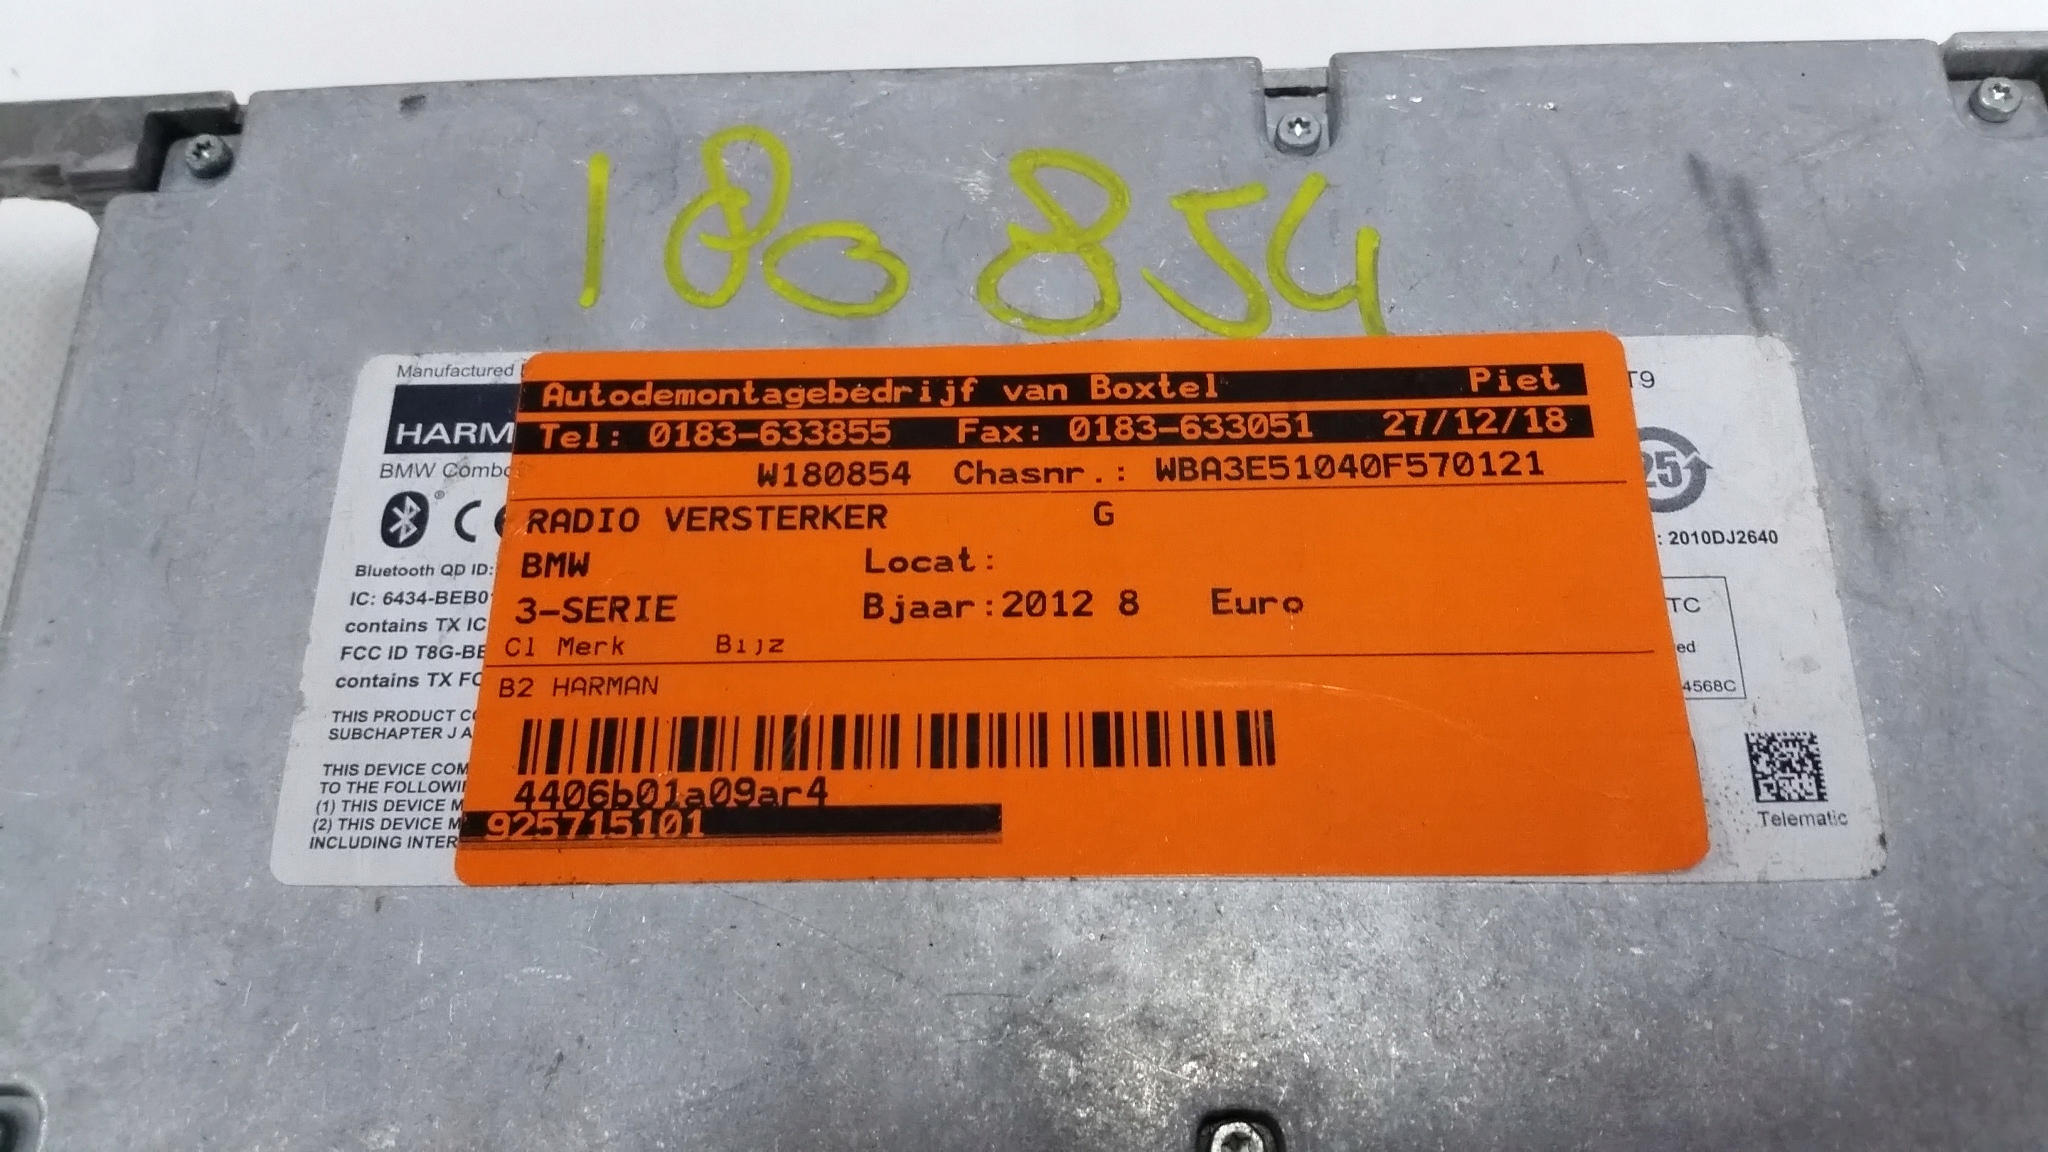 180854
Manufactured
HARM
BMW Combo
Bluetooth QD ID:
IC: 6434-BEB0
contains TX IC
FCC ID T8G-BE
contains TX FC
THIS PRODUCT
SUBCHAPTER J A
THIS DEVICE COM
TO THE FOLLOWI
(1) THIS DEVICE M
(2) THIS DEVICE M
INCLUDING INTER
Autodemontagebedrijf van Boxtel Piet
Tel: 0183-633855 Fax: 0183-633051 27/12/18
W180854 Chasnr.: WBA3E51040F570121
RADIO VERSTERKER G
BMW Locat:
3-SERIE Bjaar:2012 8 Euro
Cl Merk Bijz
B2 HARMAN
4406b01a09ar4
925715101
T9
25
: 2010DJ2640
TC
ed
4568C
Telematic